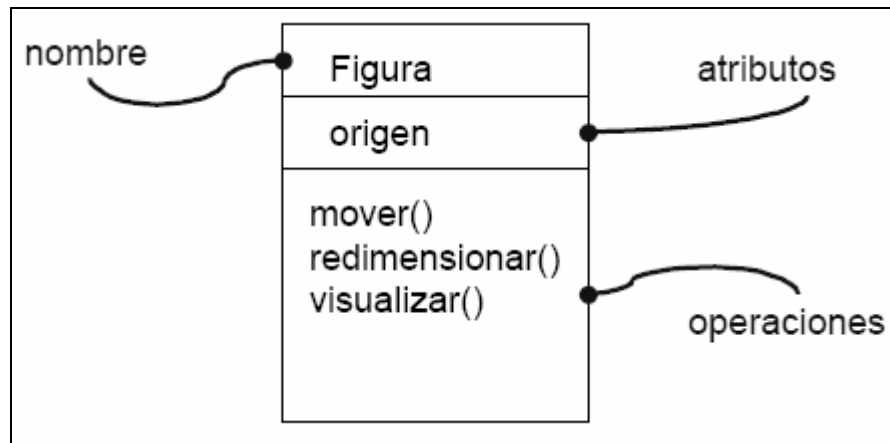 nombre
Figura
atributos
origen
mover()
redimensionar()
visualizar()
operaciones